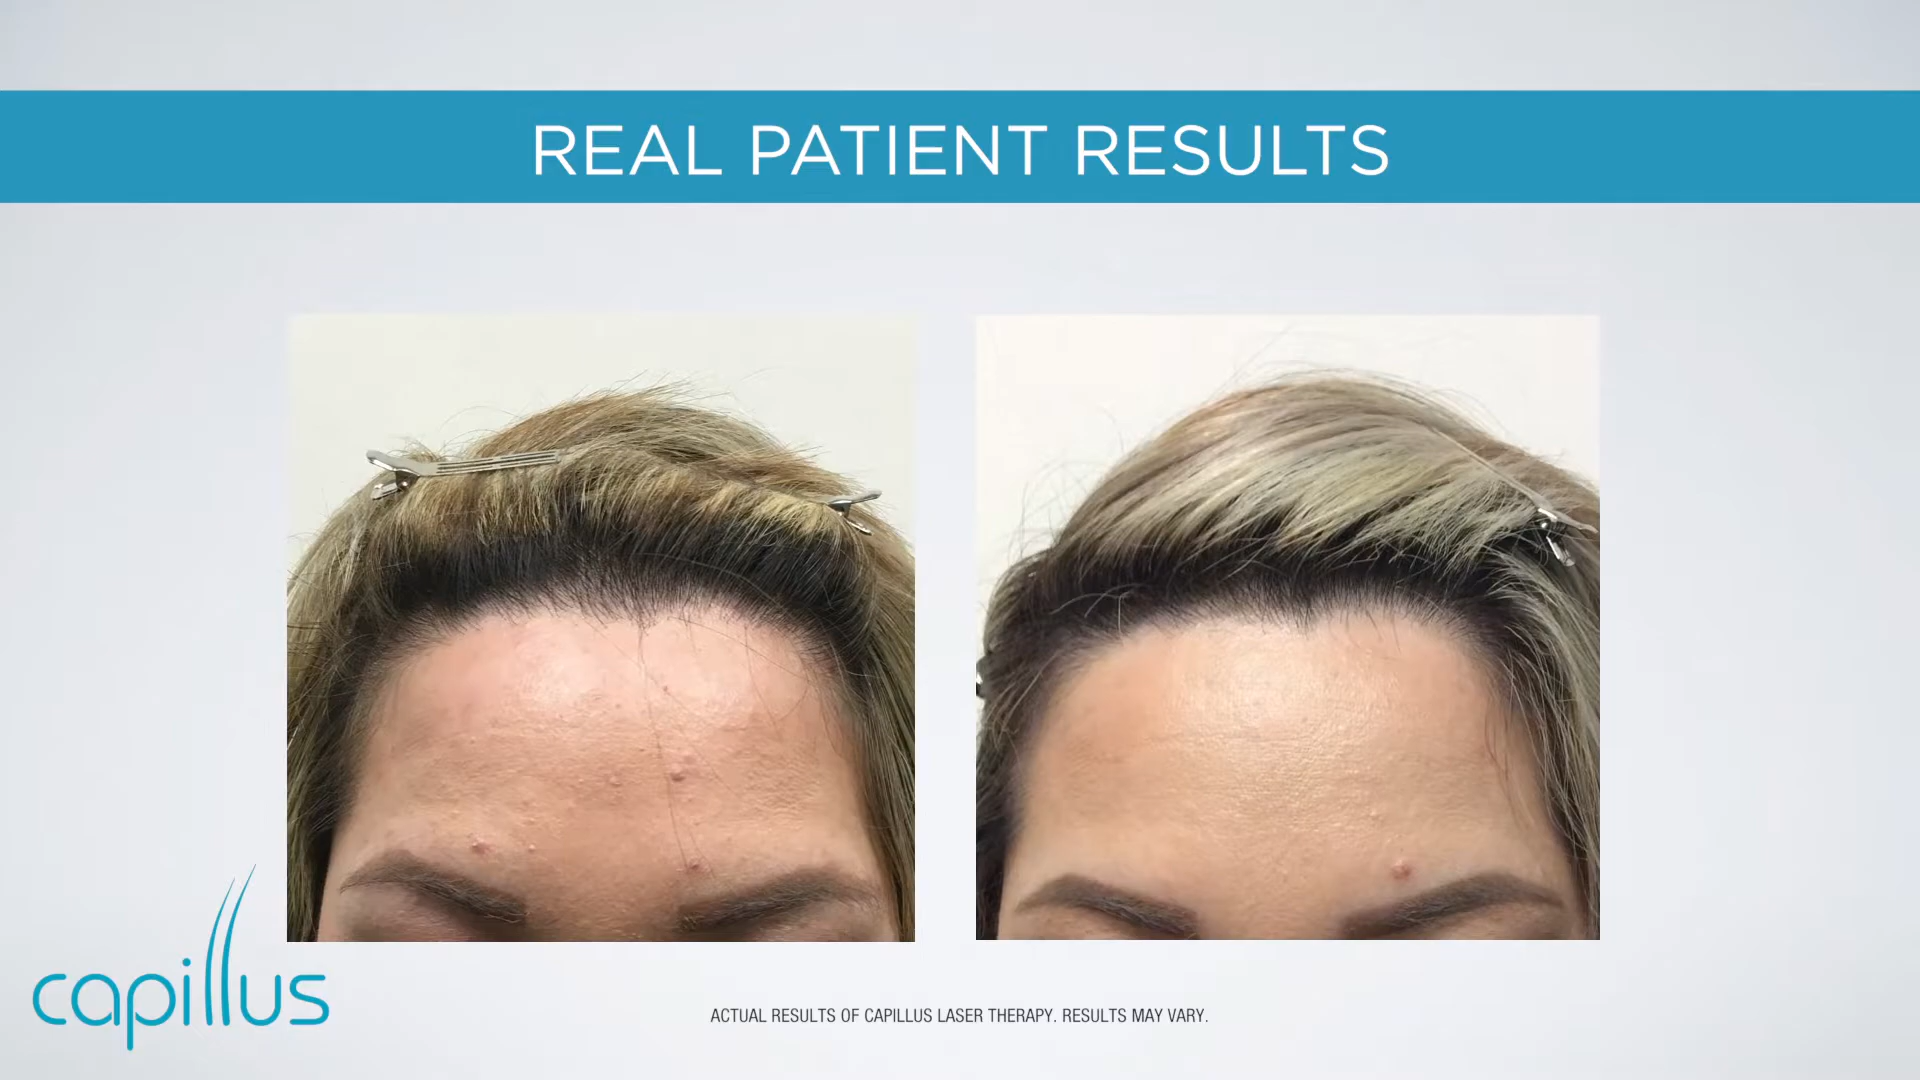 REAL PATIENT RESULTS
capillus
ACTUAL RESULTS OF CAPILLUS LASER THERAPY. RESULTS MAY VARY.